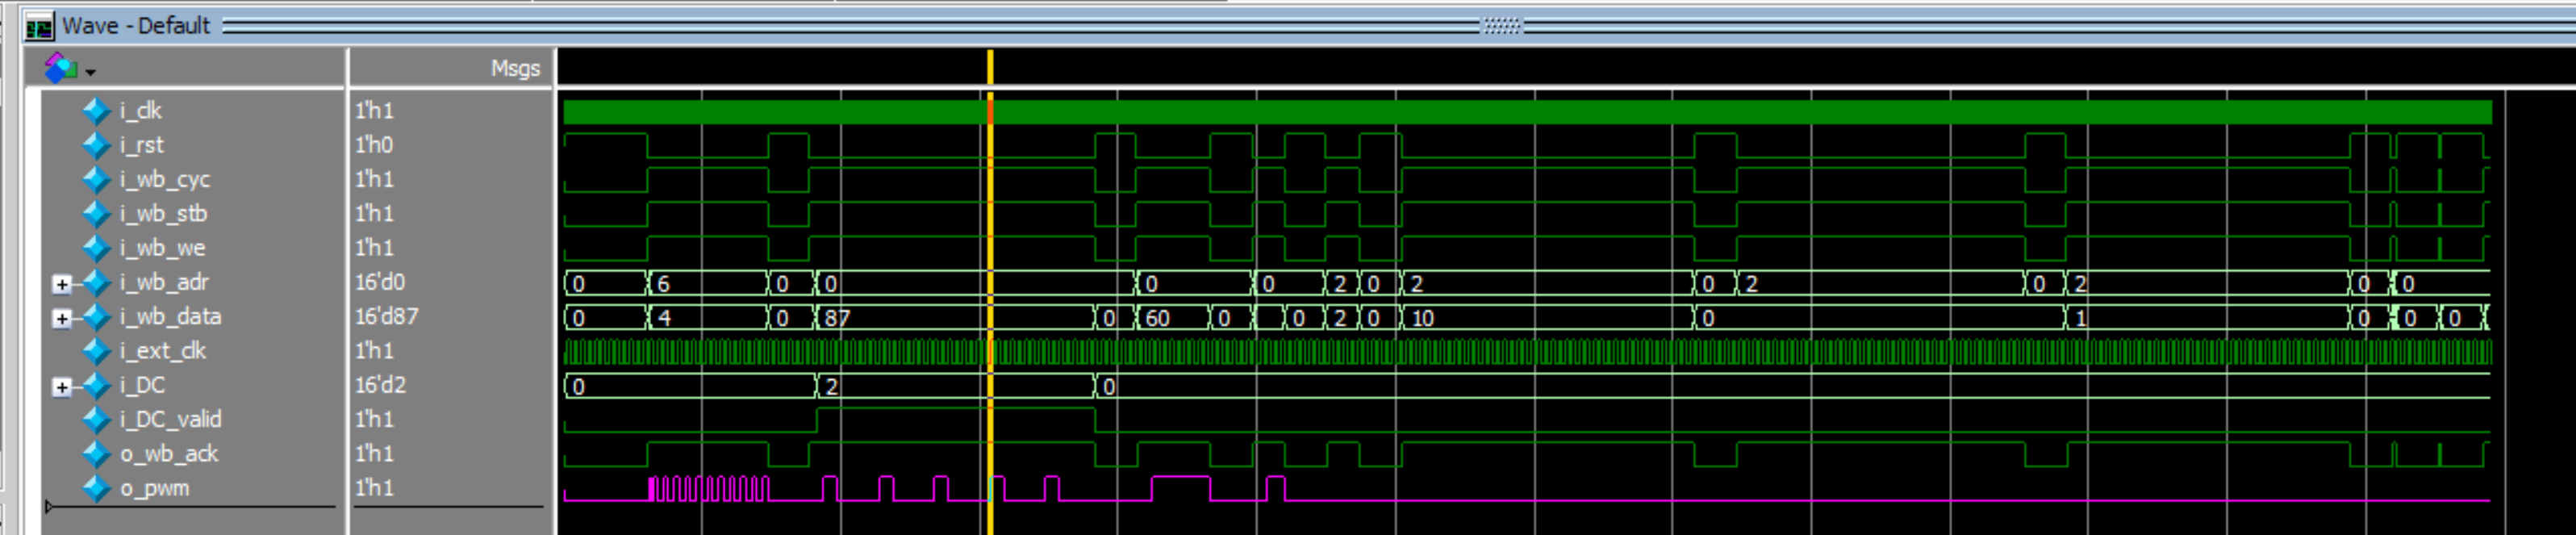 Wave - Default
Msgs
i_clk 1'h1
i_rst 1'h0
i_wb_cyc 1'h1
i_wb_stb 1'h1
i_wb_we 1'h1
i_wb_adr 16'd0 0 6 0 0 0 0 2 0 2 0 2 0 2 0 0
i_wb_data 16'd87 0 4 0 87 0 60 0 0 2 0 10 0 1 0 0 0
i_ext_clk 1'h1
i_DC 16'd2 0 2 0
i_DC_valid 1'h1
o_wb_ack 1'h1
o_pwm 1'h1